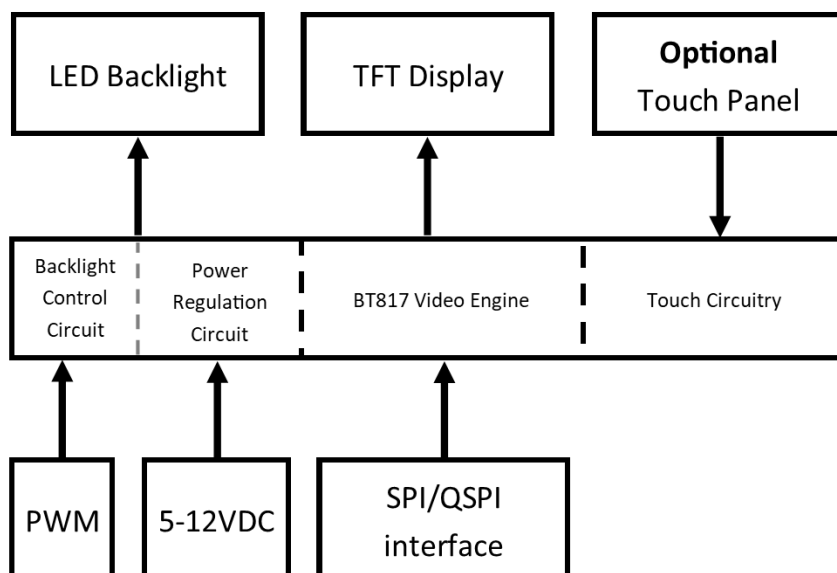 LED Backlight
TFT Display
Optional
Touch Panel
Backlight
Control
Circuit
Power
Regulation
Circuit
BT817 Video Engine
Touch Circuitry
PWM
5-12VDC
SPI/QSPI
interface